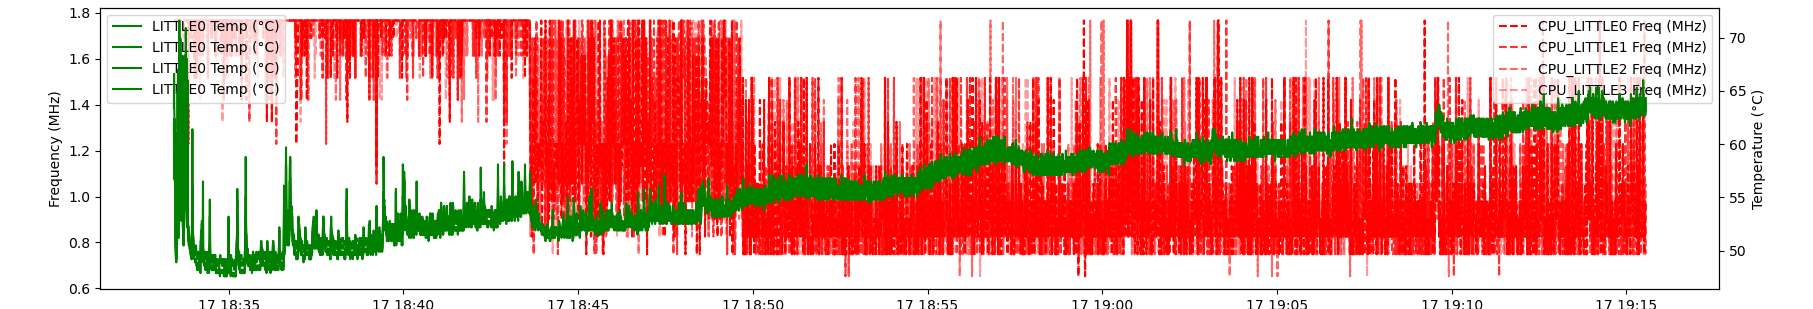 1.8
1.6
1.4
1.2
1.0
0.8
0.6
Frequency (MHz)
LITTLE0 Temp (°C)
LITTLE0 Temp (°C)
LITTLE0 Temp (°C)
LITTLE0 Temp (°C)
CPU_LITTLE0 Freq (MHz)
CPU_LITTLE1 Freq (MHz)
CPU_LITTLE2 Freq (MHz)
CPU_LITTLE3 Freq (MHz)
70
65
60
55
50
Temperature (°C)
17 18:35 17 18:40 17 18:45 17 18:50 17 18:55 17 19:00 17 19:05 17 19:10 17 19:15